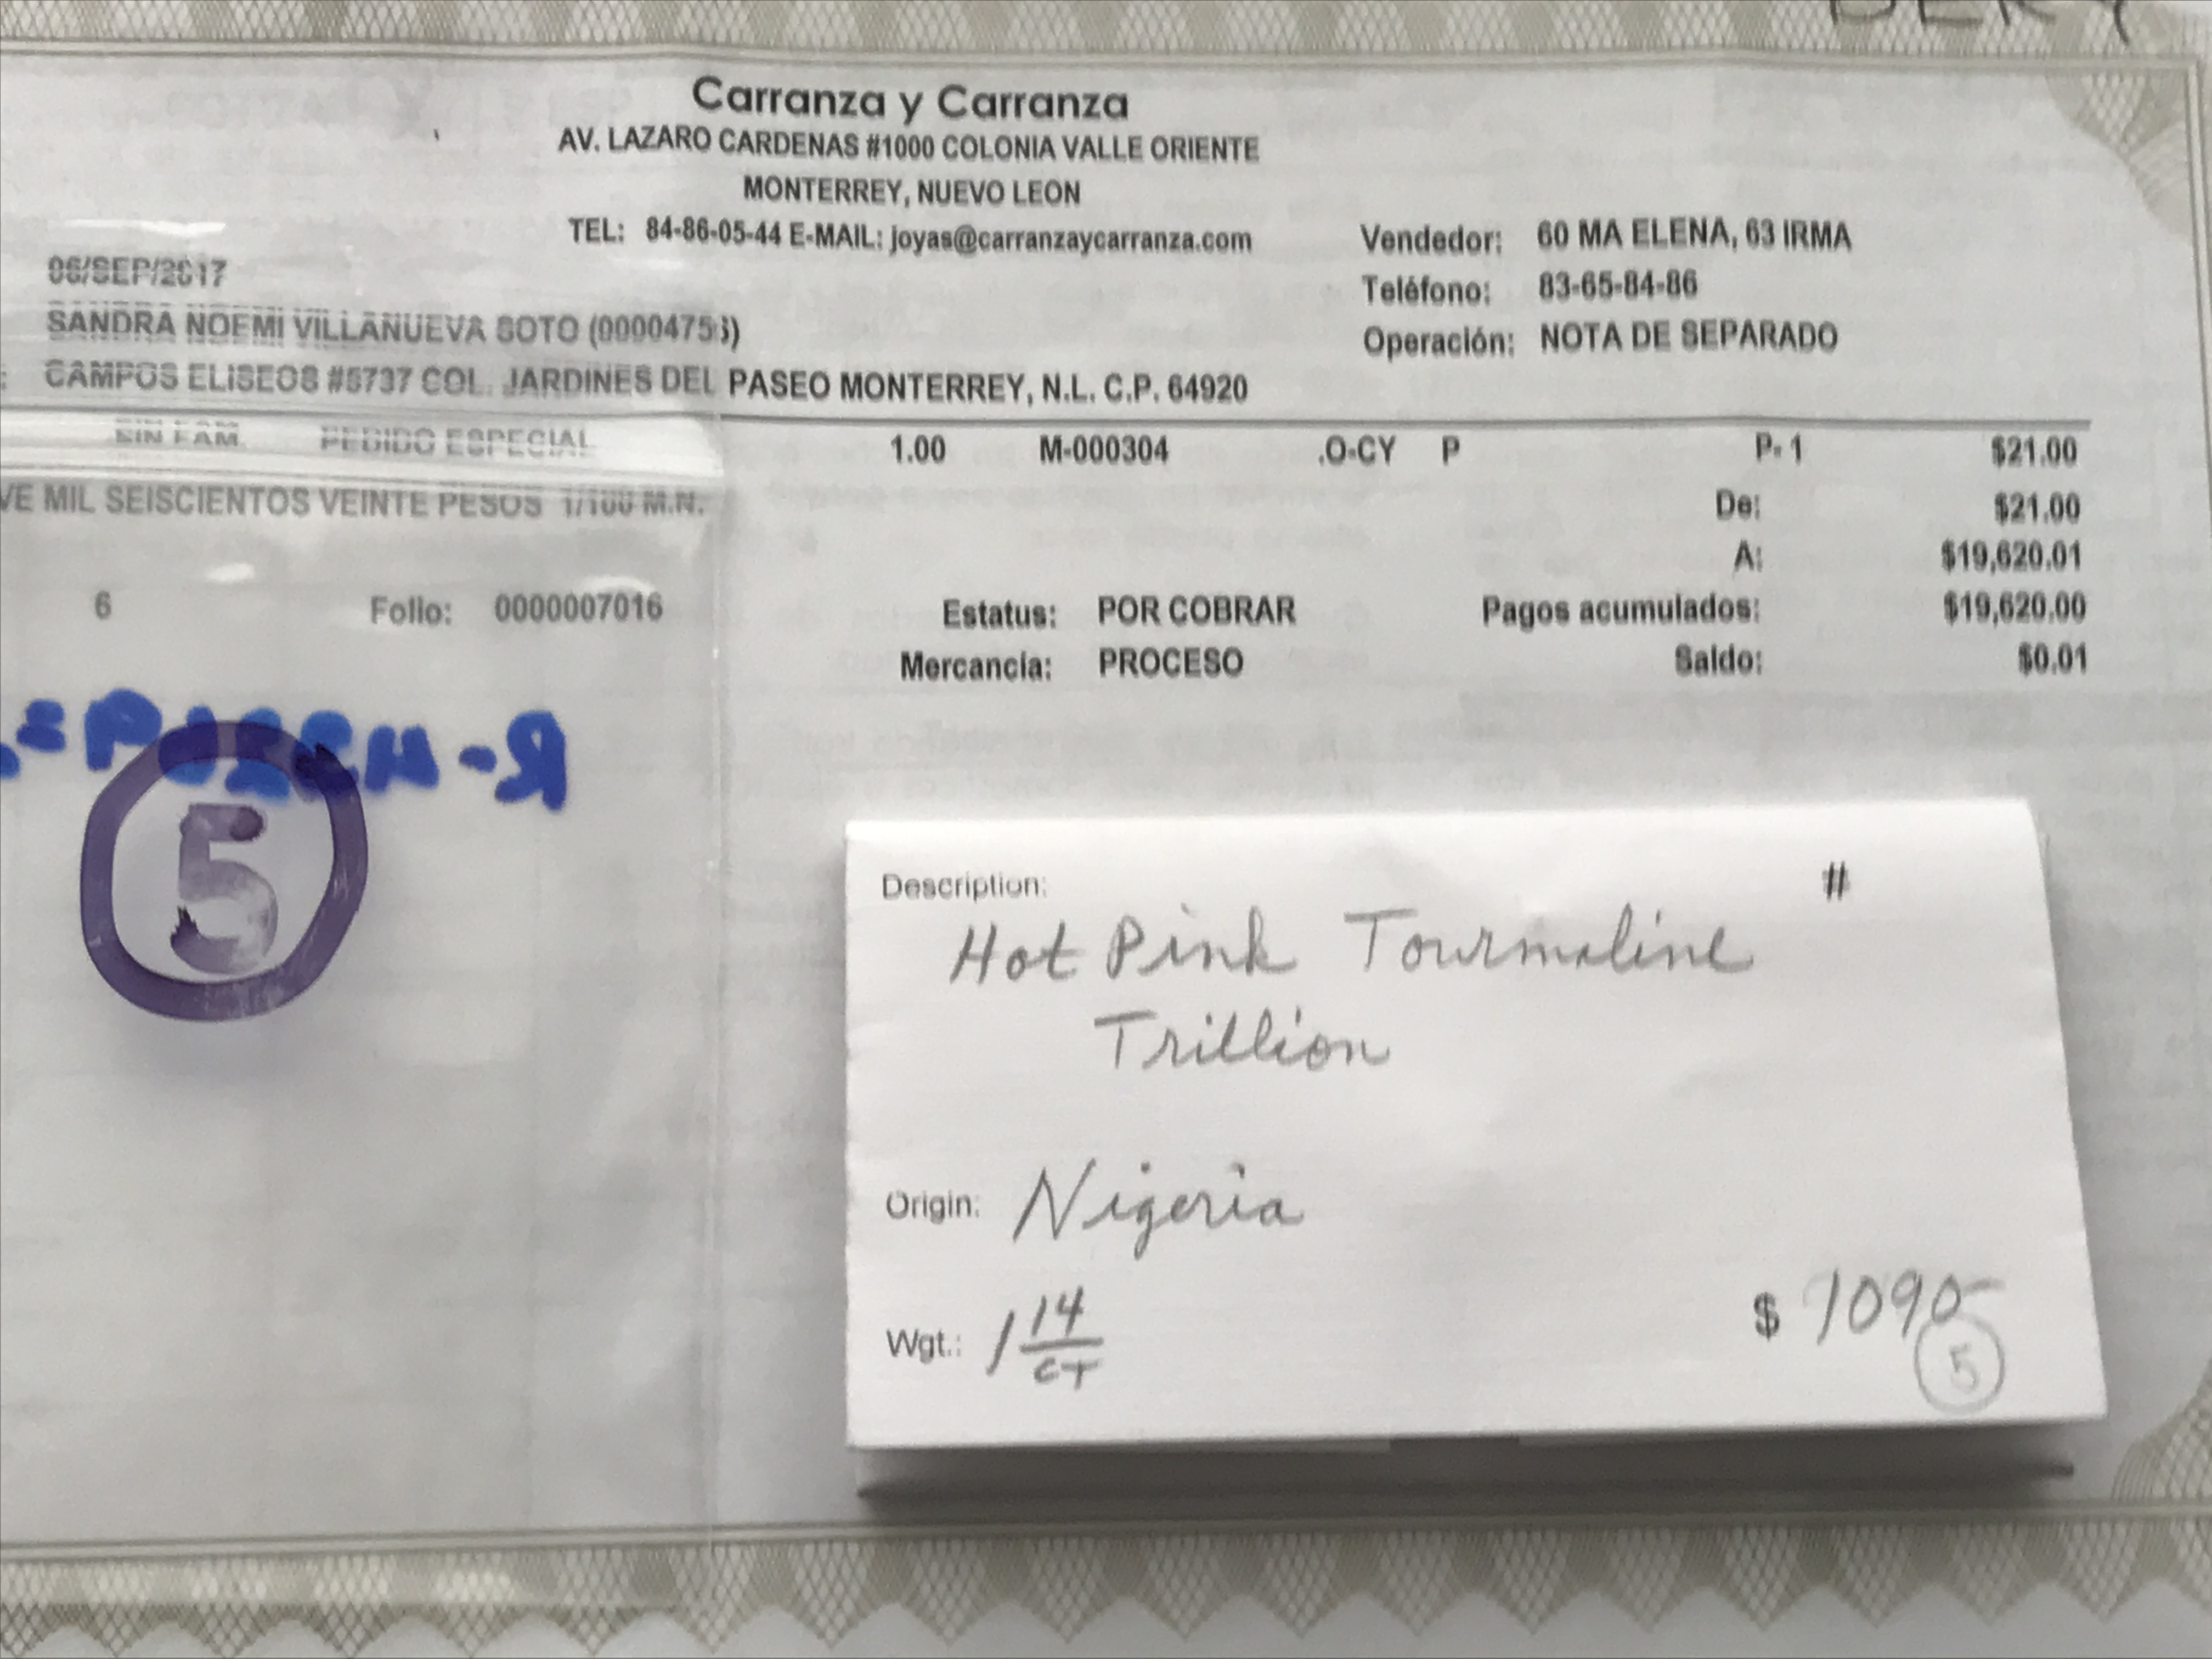 Carranza y Carranza
AV. LAZARO CARDENAS #1000 COLONIA VALLE ORIENTE
MONTERREY, NUEVO LEON
TEL: 84-86-05-44 E-MAIL: joyas@carranzaycarranza.com
Vendedor: 60 MA ELENA, 63 IRMA
06/SEP/2017
Teléfono: 83-65-84-86
SANDRA NOEMI VILLANUEVA SOTO
Operación: NOTA DE SEPARADO
: CAMPOS ELISEOS #5737 COL. JARDINES DEL PASEO MONTERREY, N.L. C.P. 64920
SIN FAM. PEDIDO ESPECIAL 1.00 M-000304 .O-CY P P- 1 $21.00
VE MIL SEISCIENTOS VEINTE PESOS 1/100 M.N. De: $21.00
A: $19,620.01
6 Folio: 0000007016 Estatus: POR COBRAR Pagos acumulados: $19,620.00
Mercancía: PROCESO Saldo: $0.01
5
Description: #
Hot Pink Tourmaline
Trillion
Origin: Nigeria
Wgt.: 1 14/CT $ 1090-
5